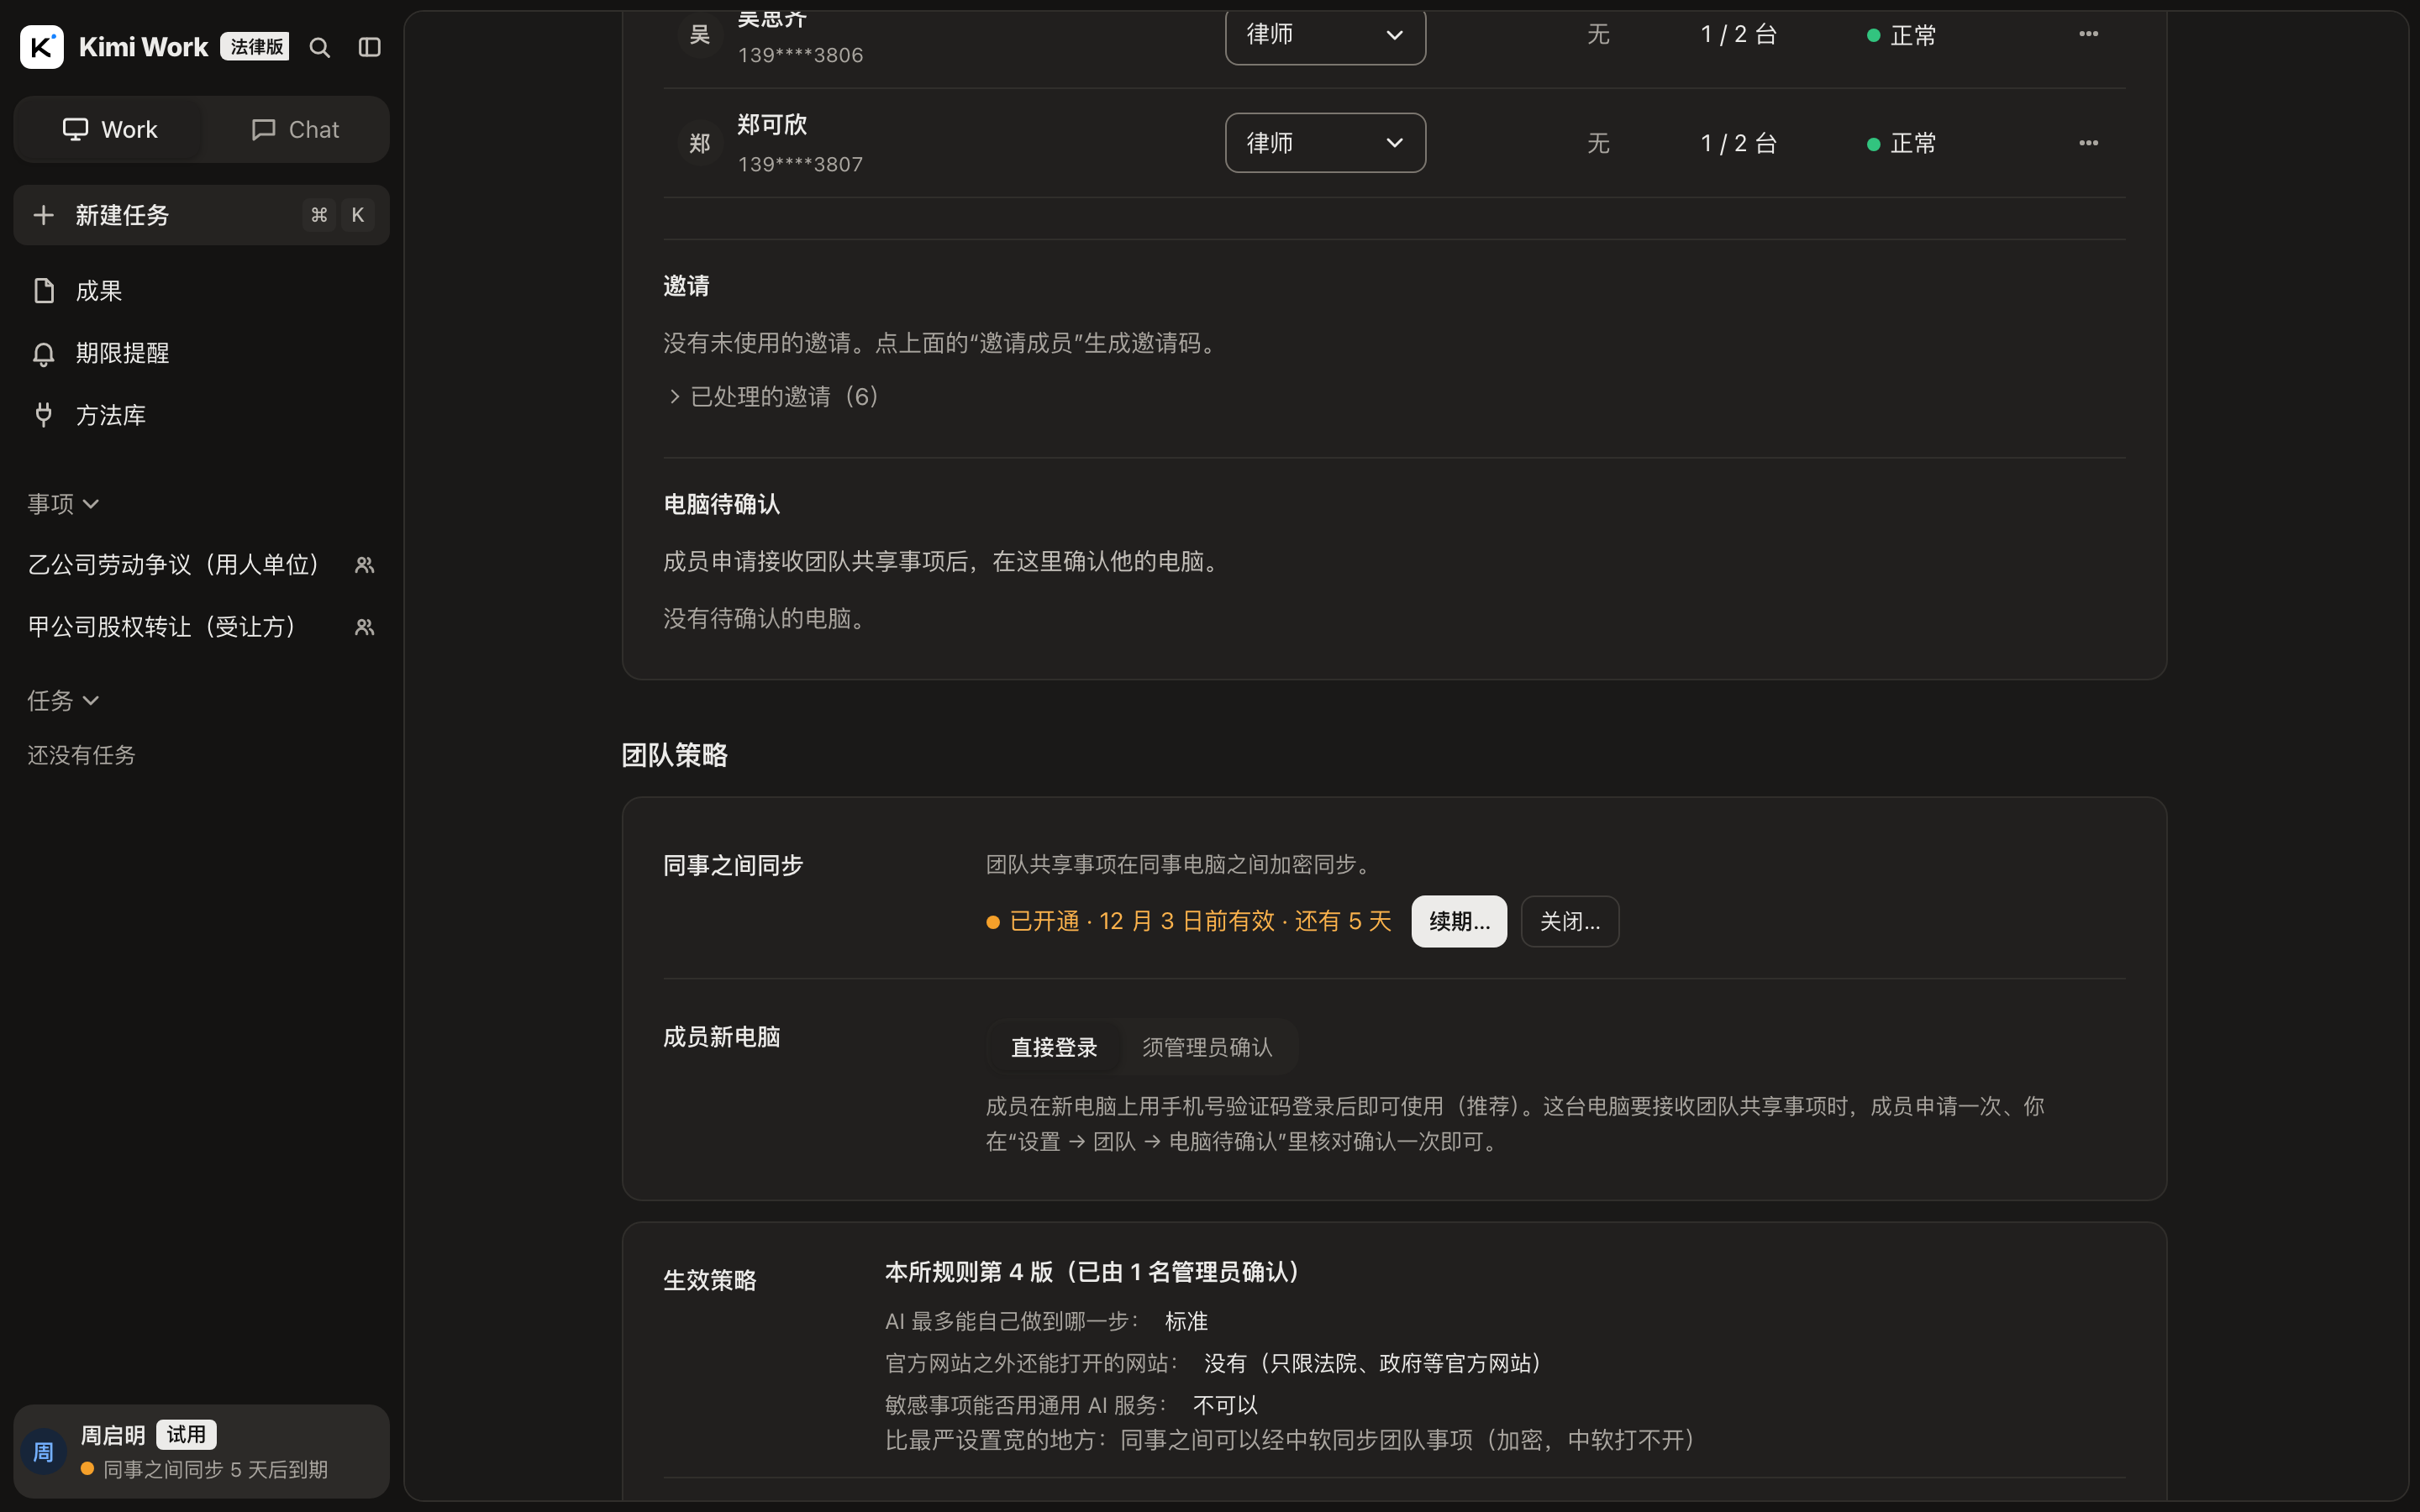 Kimi Work 法律版
Work
Chat
新建任务 ⌘ K
成果
期限提醒
方法库
事项
乙公司劳动争议（用人单位）
甲公司股权转让（受让方）
任务
还没有任务
周 周启明 试用
同事之间同步 5 天后到期
吴 吴思齐 律师 无 1 / 2 台 正常
139****3806
郑 郑可欣 律师 无 1 / 2 台 正常
139****3807
邀请
没有未使用的邀请。点上面的“邀请成员”生成邀请码。
已处理的邀请（6）
电脑待确认
成员申请接收团队共享事项后，在这里确认他的电脑。
没有待确认的电脑。
团队策略
同事之间同步 团队共享事项在同事电脑之间加密同步。
已开通 · 12 月 3 日前有效 · 还有 5 天 续期... 关闭...
成员新电脑 直接登录 须管理员确认
成员在新电脑上用手机号验证码登录后即可使用（推荐）。这台电脑要接收团队共享事项时，成员申请一次、你
在“设置 → 团队 → 电脑待确认”里核对确认一次即可。
生效策略 本所规则第 4 版（已由 1 名管理员确认）
AI 最多能自己做到哪一步： 标准
官方网站之外还能打开的网站： 没有（只限法院、政府等官方网站）
敏感事项能否用通用 AI 服务： 不可以
比最严设置宽的地方：同事之间可以经中软同步团队事项（加密，中软打不开）